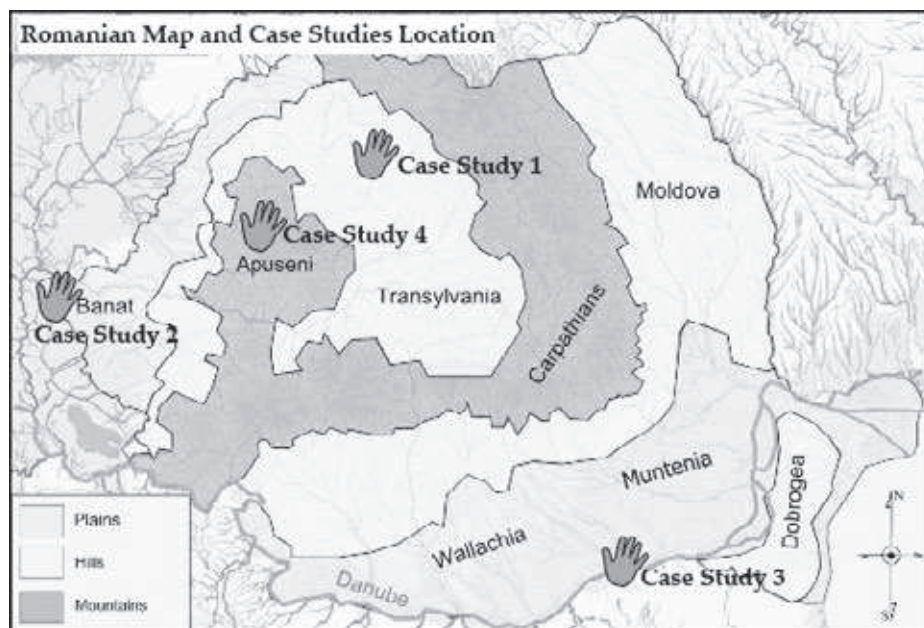 Romanian Map and Case Studies Location
Case Study 1
Moldova
Case Study 4
Apuseni
Banat
Transylvania
Case Study 2
Carpathians
Muntenia
Dobrogea
Wallachia
Case Study 3
Danube
Plains
Hills
Mountains
N
S